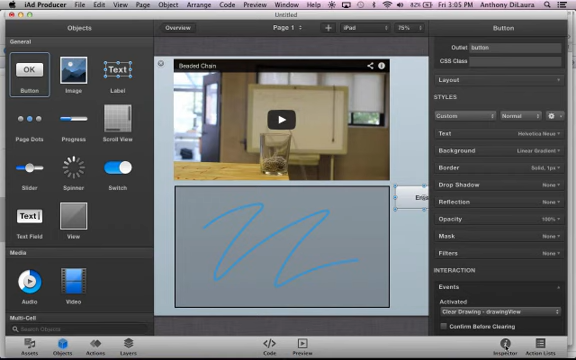 iAd Producer File Edit View Page Object Arrange Code Preview Window Help Fri 3:05 PM Anthony DiLaura
Untitled
Objects Overview Page 1 iPad 75% Button
General
OK
Button
Image
Text
Label
Page Dots
Progress
Scroll View
Slider
Spinner
Switch
Text
Text Field
View
Media
Audio
Video
Multi-Cell
Search Objects
Beaded Chain
Outlet button
CSS Class
Layout
STYLES
Custom Normal
Text Helvetica Neue
Background Linear Gradient
Border Solid, 1px
Drop Shadow None
Reflection None
Opacity 100%
Mask None
Filters None
INTERACTION
Events
Activated
Clear Drawing - drawingView
Confirm Before Clearing
Assets Objects Actions Layers Code Preview Inspector Action Lists